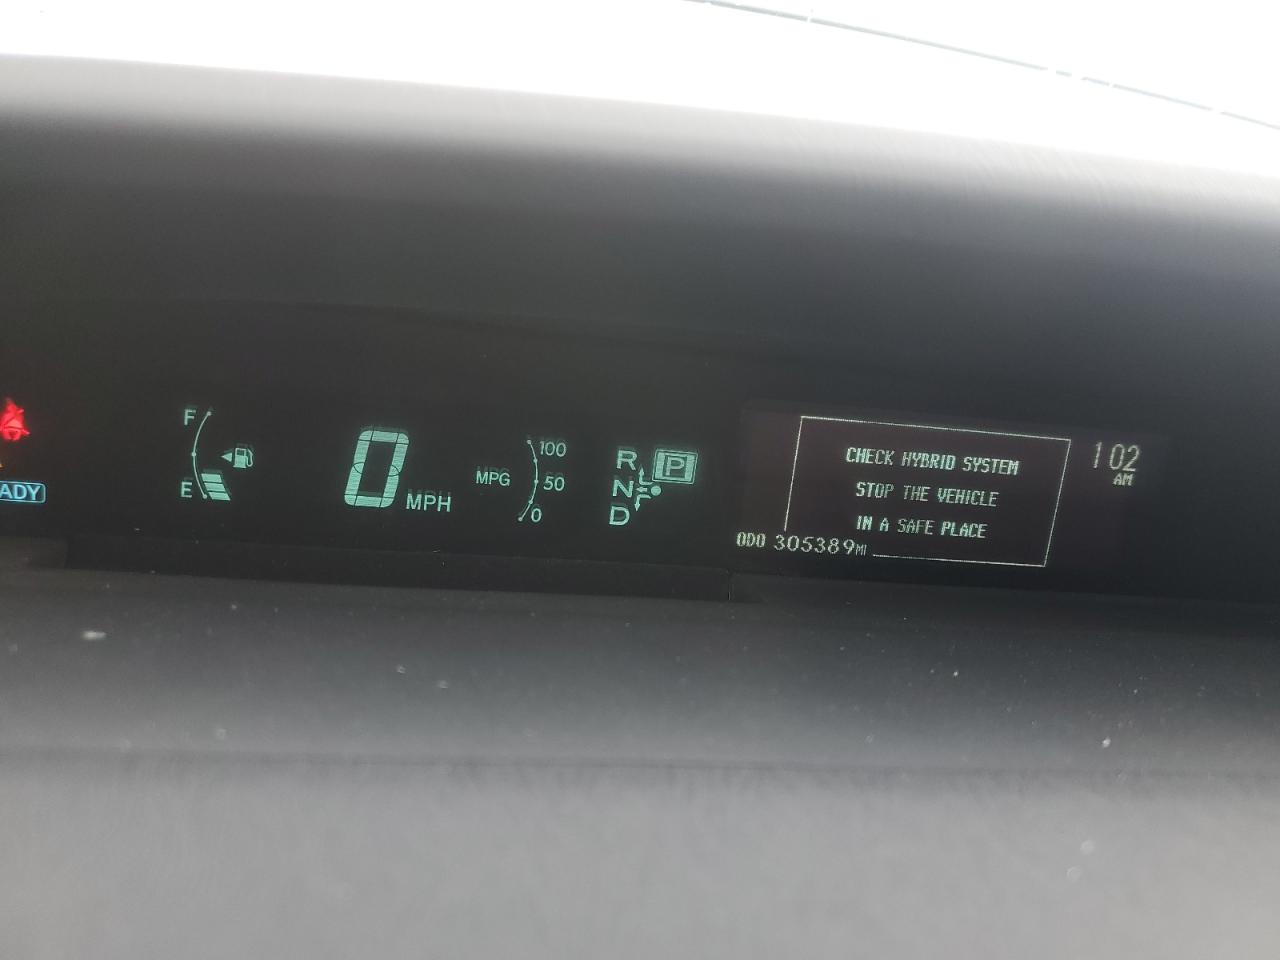 F
E
ADY
0 MPH
MPG
100
50
0
R P
N
D
CHECK HYBRID SYSTEM
STOP THE VEHICLE
IN A SAFE PLACE
ODO 305389MI
1 02
AM